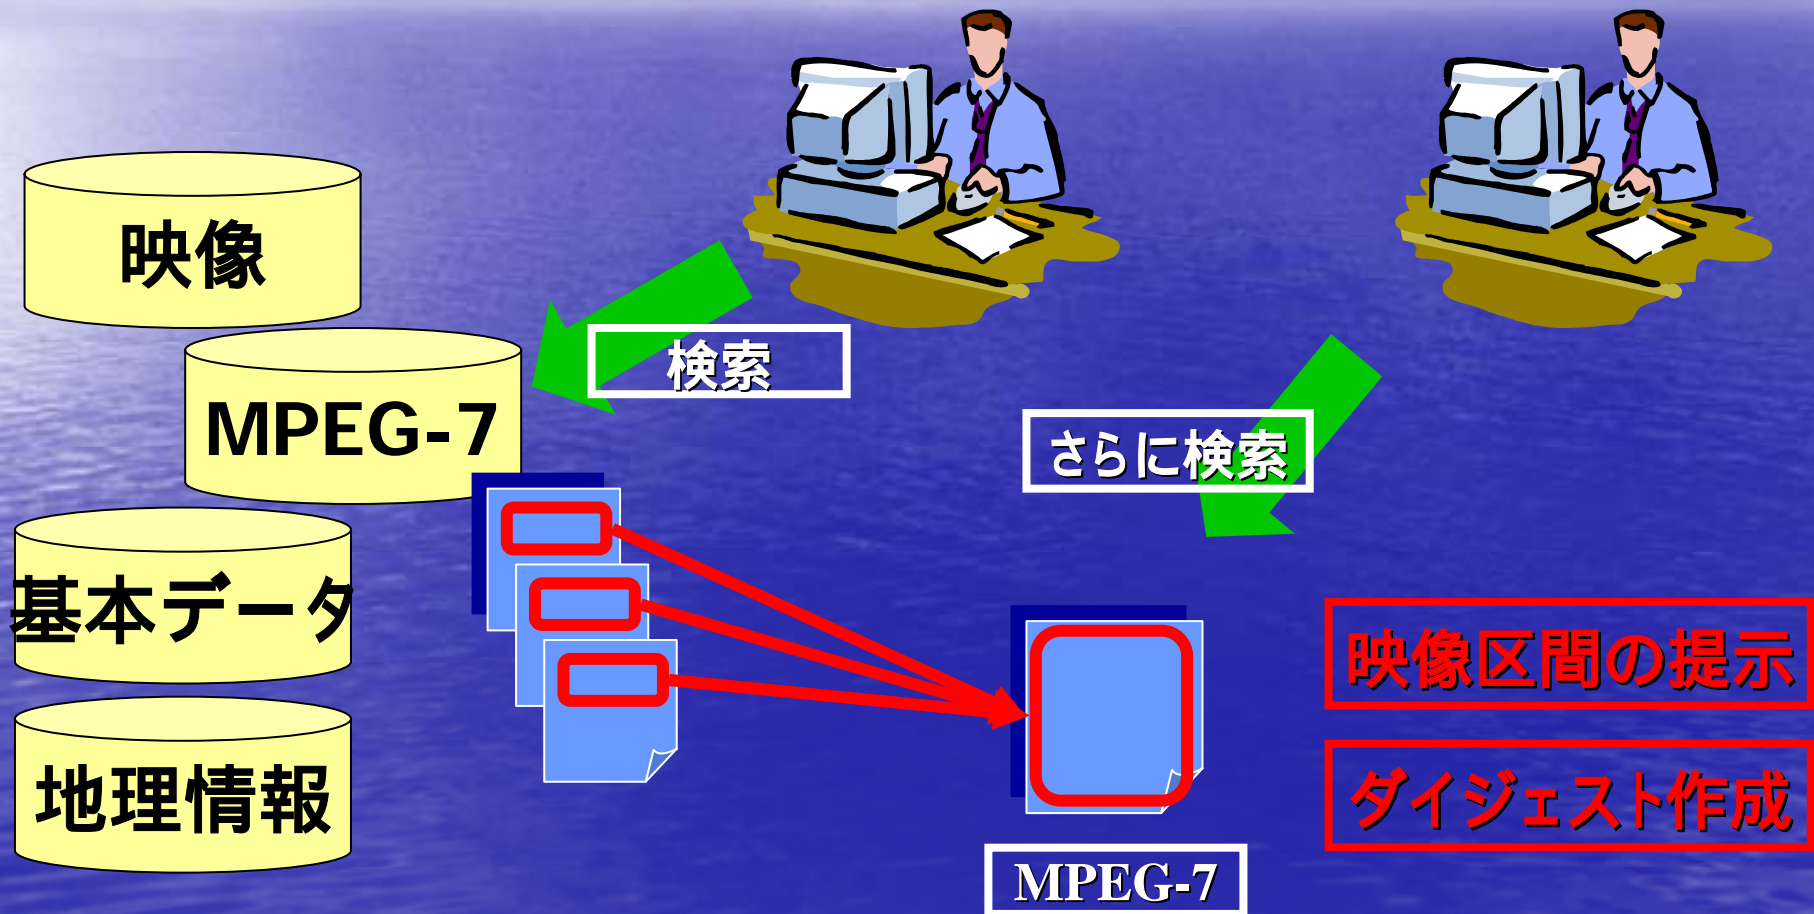 映像
MPEG-7
基本データ
地理情報
検索
さらに検索
MPEG-7
映像区間の提示
ダイジェスト作成